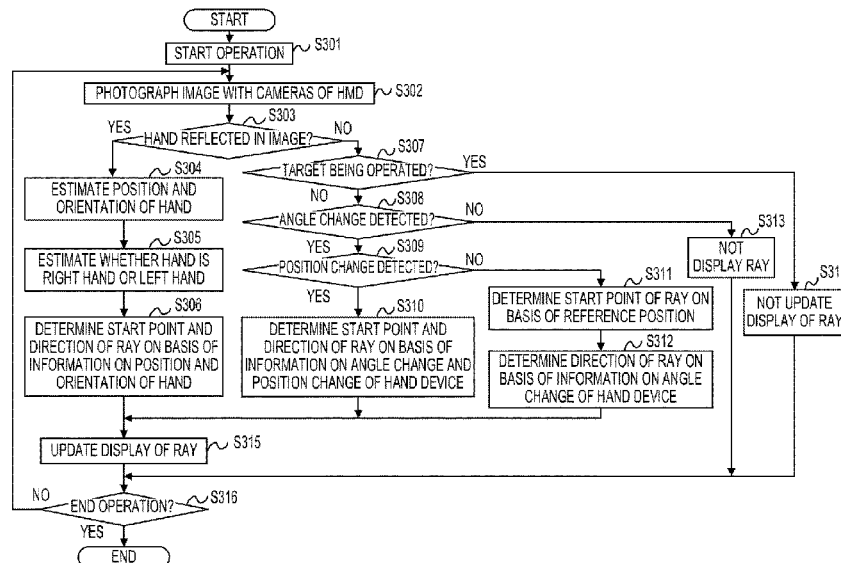 START
START OPERATION
S301
PHOTOGRAPH IMAGE WITH CAMERAS OF HMD
S302
S303
YES
HAND REFLECTED IN IMAGE?
NO
S304
ESTIMATE POSITION AND
ORIENTATION OF HAND
S305
ESTIMATE WHETHER HAND IS
RIGHT HAND OR LEFT HAND
S306
DETERMINE START POINT AND
DIRECTION OF RAY ON BASIS OF
INFORMATION ON POSITION AND
ORIENTATION OF HAND
S307
TARGET BEING OPERATED?
YES
NO
S308
ANGLE CHANGE DETECTED?
NO
YES
S309
POSITION CHANGE DETECTED?
NO
YES
S310
DETERMINE START POINT AND
DIRECTION OF RAY ON BASIS OF
INFORMATION ON ANGLE CHANGE AND
POSITION CHANGE OF HAND DEVICE
S311
DETERMINE START POINT OF RAY ON
BASIS OF REFERENCE POSITION
S312
DETERMINE DIRECTION OF RAY ON
BASIS OF INFORMATION ON ANGLE
CHANGE OF HAND DEVICE
S313
NOT
DISPLAY RAY
NOT UPDATE
DISPLAY OF RAY
UPDATE DISPLAY OF RAY
S315
NO
END OPERATION?
S316
YES
END